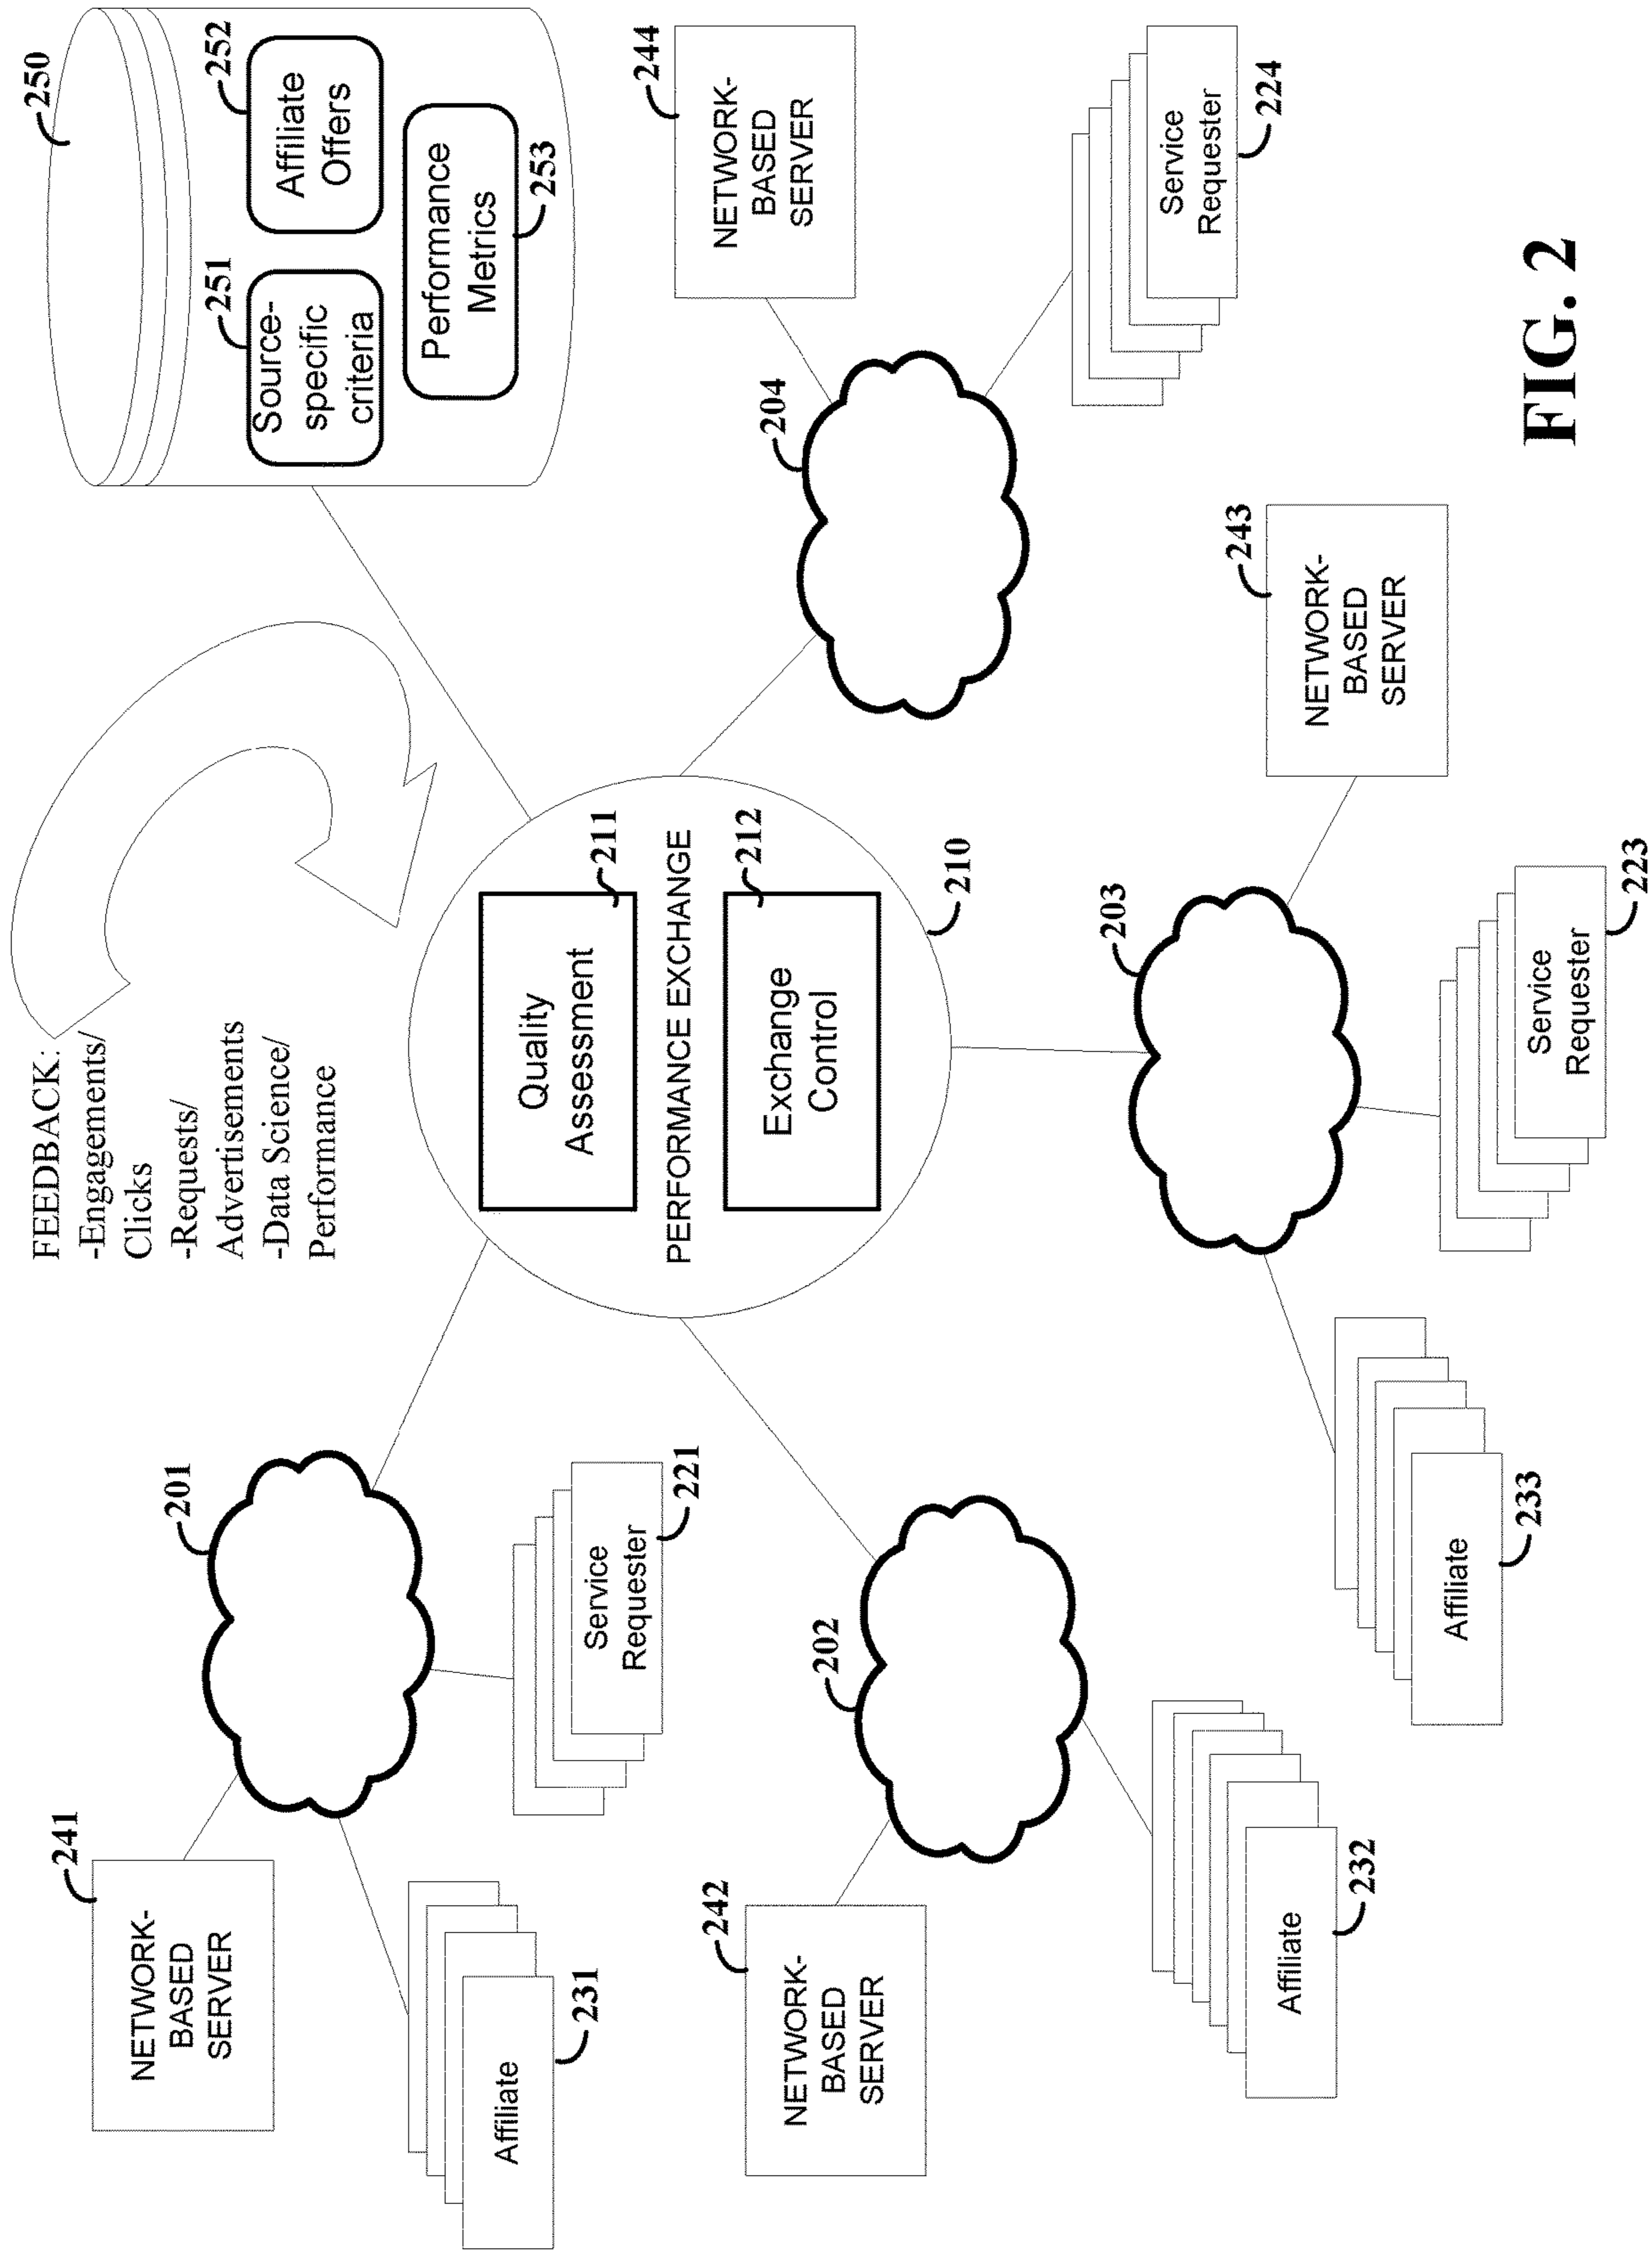 FEEDBACK:
-Engagements/
Clicks
-Requests/
Advertisements
-Data Science/
Performance
250
251
Source-
specific
criteria
252
Affiliate
Offers
Performance
Metrics
253
241
NETWORK-
BASED
SERVER
201
Affiliate
231
Service
Requester
221
Quality
Assessment
211
PERFORMANCE EXCHANGE
Exchange
Control
212
210
204
244
NETWORK-
BASED
SERVER
Service
Requester
224
242
NETWORK-
BASED
SERVER
202
Affiliate
232
203
243
NETWORK-
BASED
SERVER
Affiliate
233
Service
Requester
223
FIG. 2